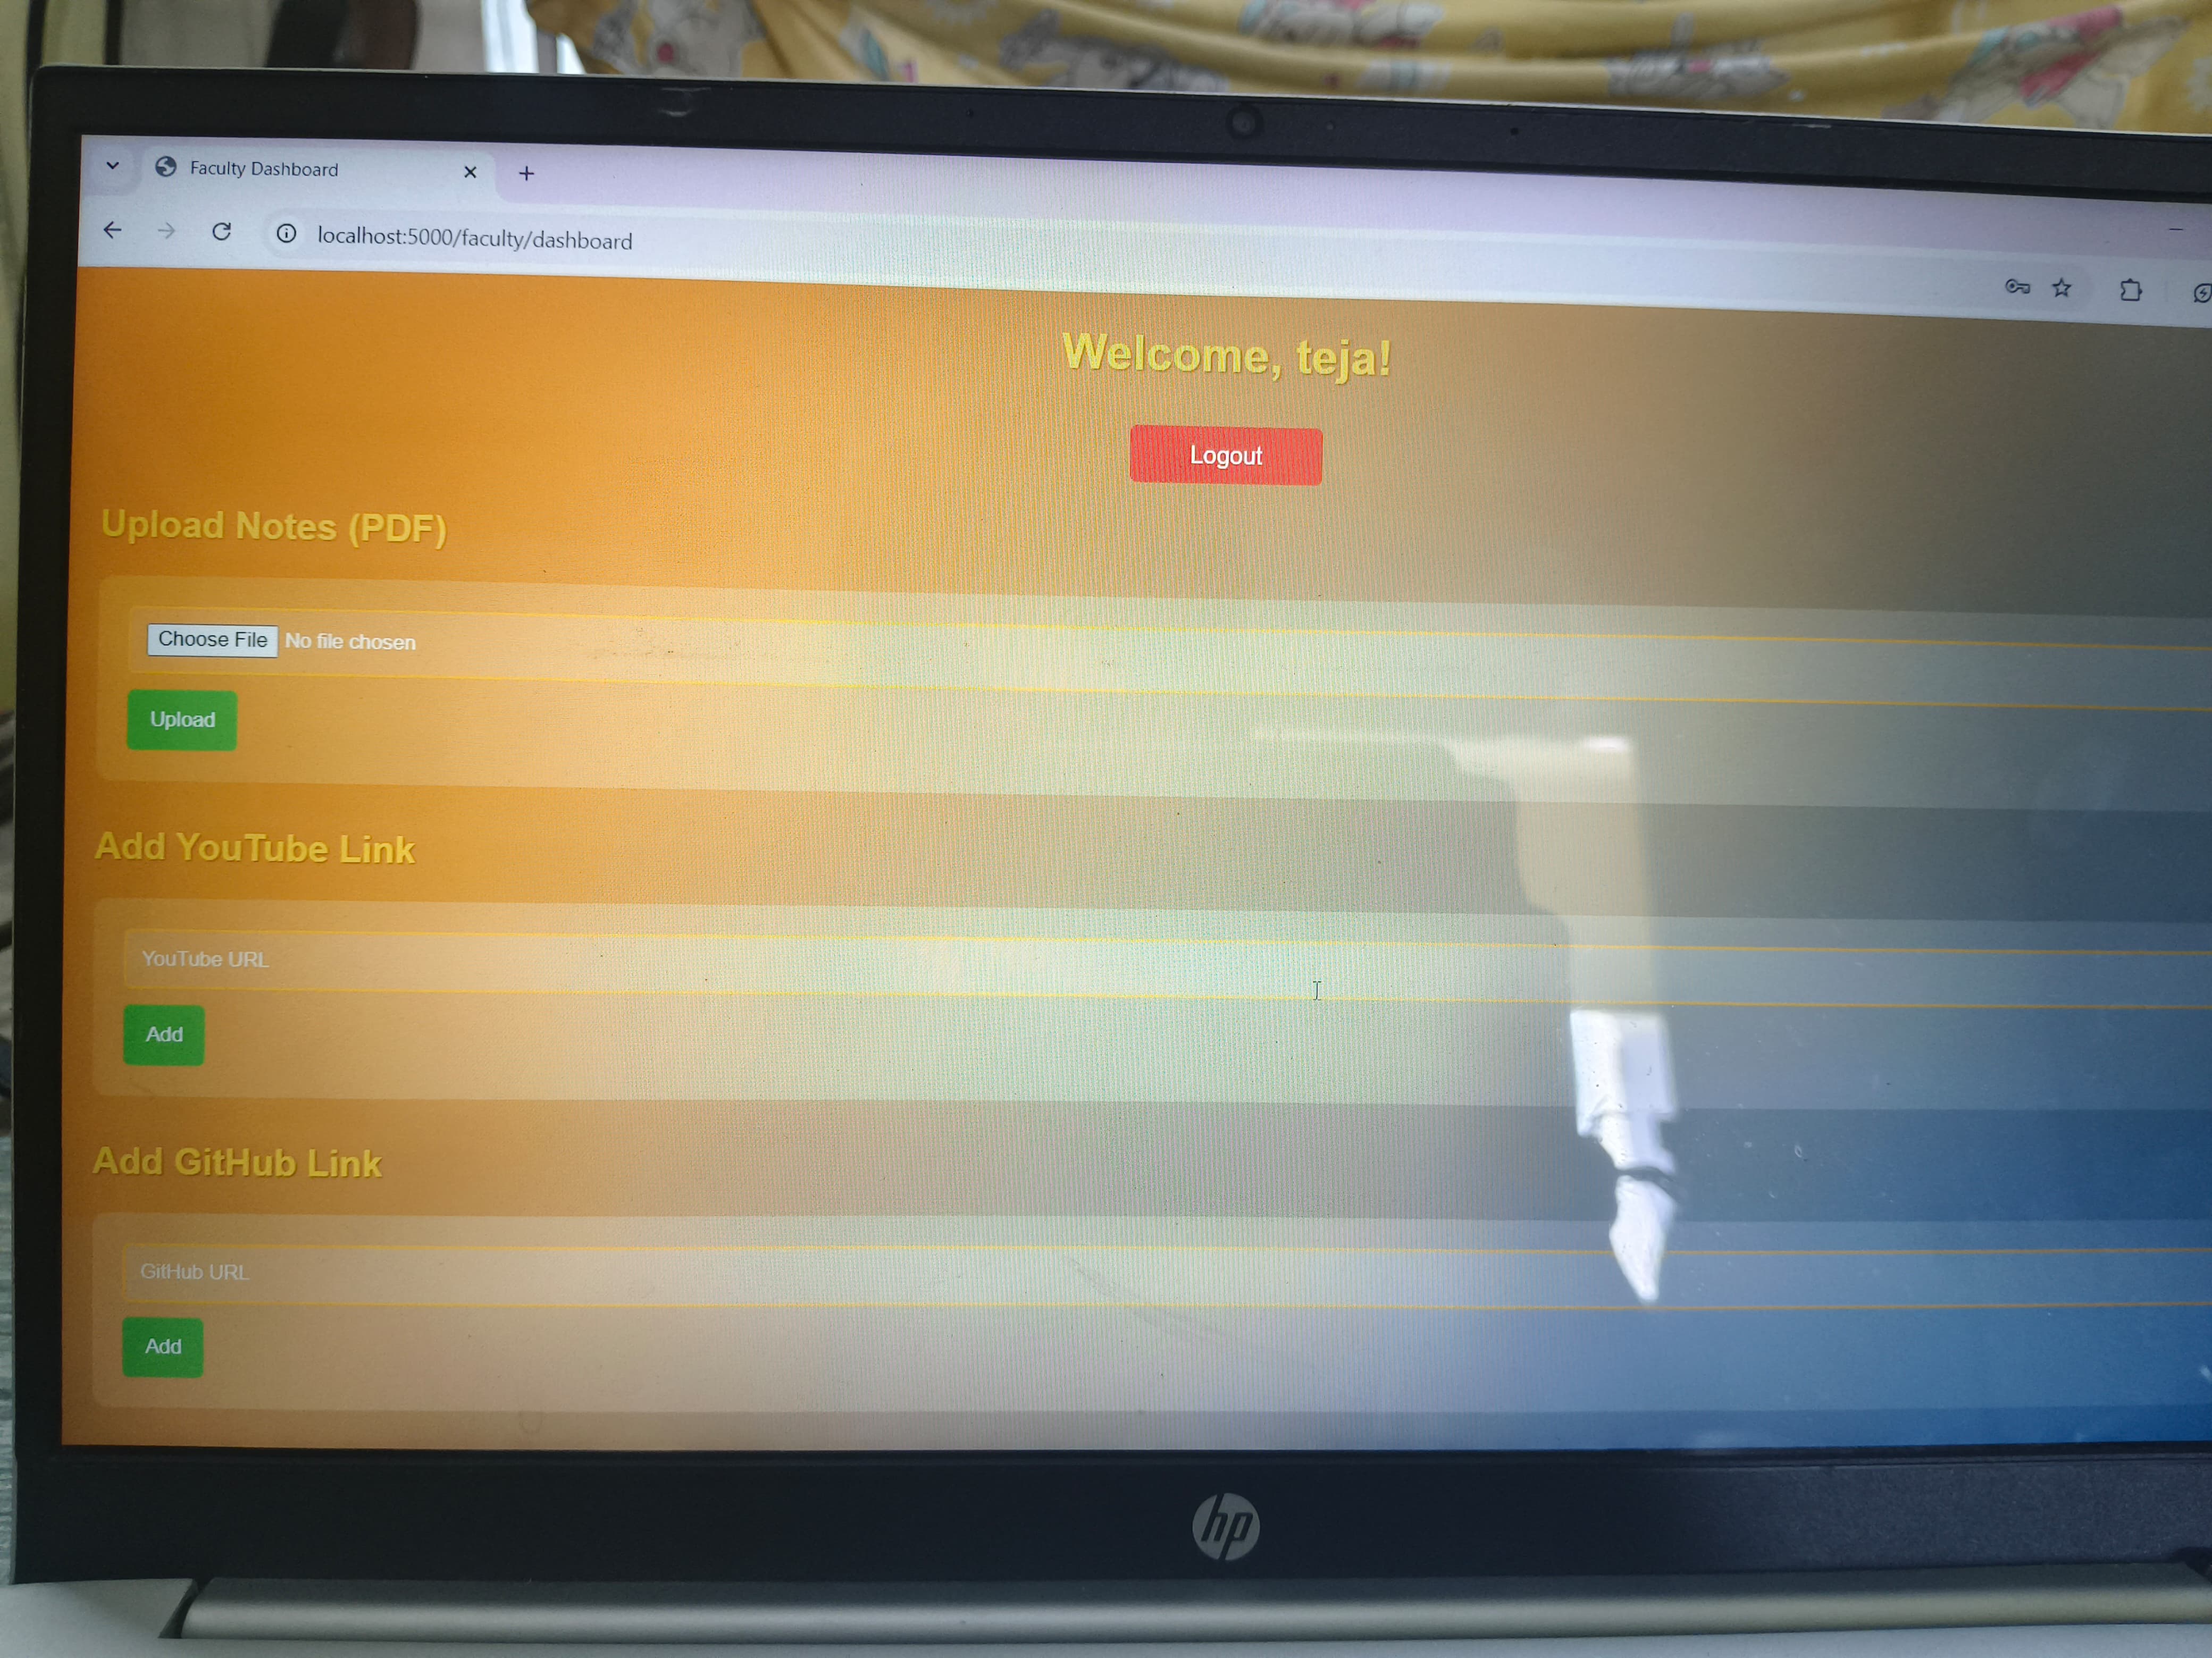 Faculty Dashboard
localhost:5000/faculty/dashboard
Welcome, teja!
Logout
Upload Notes (PDF)
Choose File No file chosen
Upload
Add YouTube Link
YouTube URL
Add
Add GitHub Link
GitHub URL
Add
hp